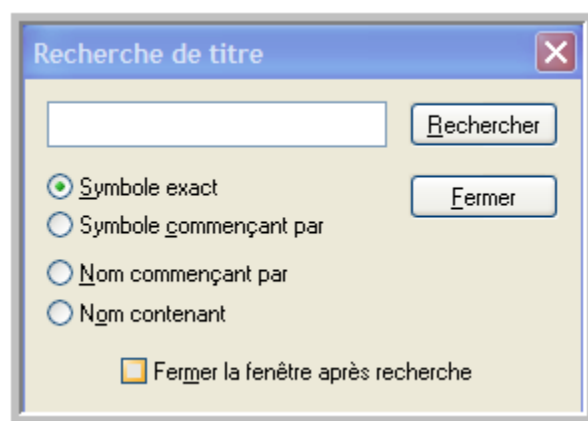 Recherche de titre
Rechercher
Symbole exact
Fermer
Symbole commençant par
Nom commençant par
Nom contenant
Fermer la fenêtre après recherche